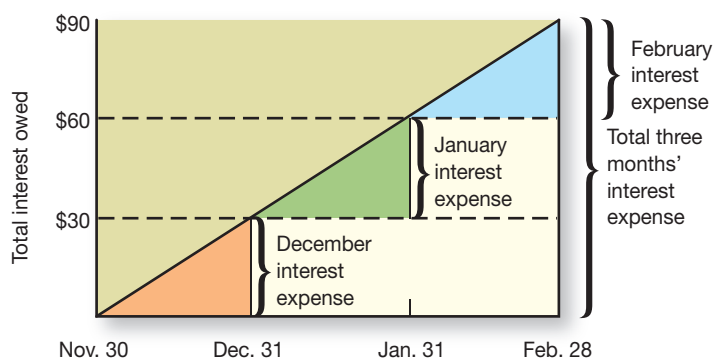 $90
$60
$30
Total interest owed
February
interest
expense
Total three
months’
interest
expense
January
interest
expense
December
interest
expense
Nov. 30
Dec. 31
Jan. 31
Feb. 28